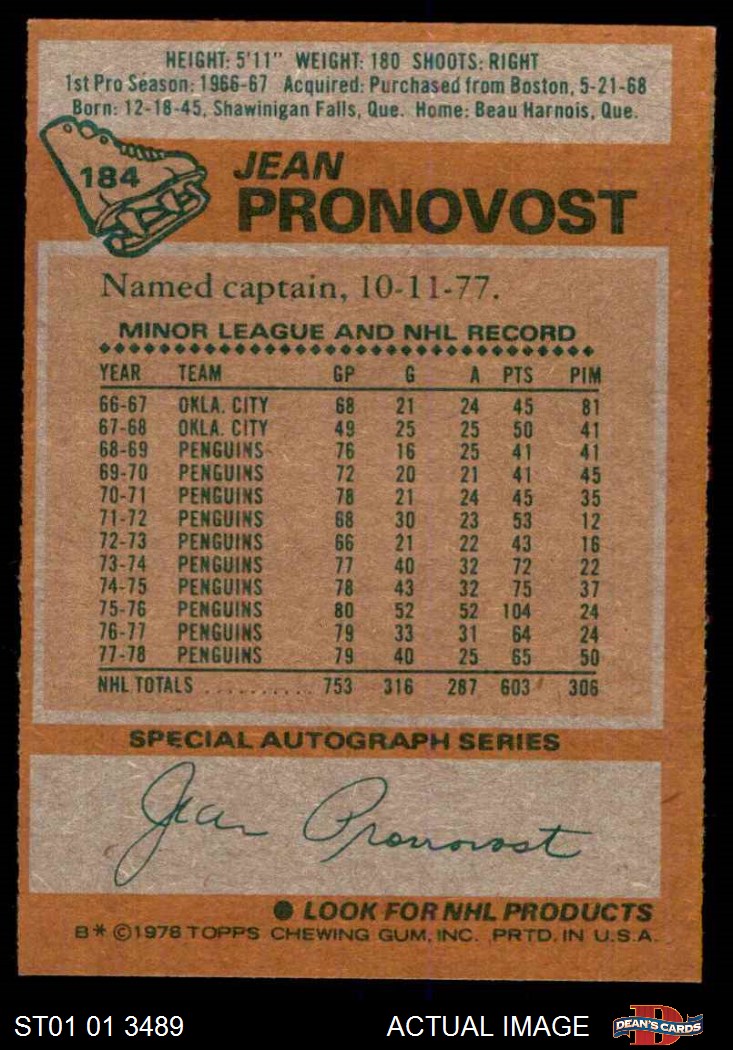 HEIGHT: 5'11" WEIGHT: 180 SHOOTS: RIGHT
1st Pro Season: 1966-67 Acquired: Purchased from Boston, 5-21-68
Born: 12-18-45, Shawinigan Falls, Que. Home: Beau Harnois, Que.
184
JEAN
PRONOVOST
Named captain, 10-11-77.
MINOR LEAGUE AND NHL RECORD
YEAR TEAM GP G A PTS PIM
66-67 OKLA. CITY 68 21 24 45 81
67-68 OKLA. CITY 49 25 25 50 41
68-69 PENGUINS 76 16 25 41 41
69-70 PENGUINS 72 20 21 41 45
70-71 PENGUINS 78 21 24 45 35
71-72 PENGUINS 68 30 23 53 12
72-73 PENGUINS 66 21 22 43 16
73-74 PENGUINS 77 40 32 72 22
74-75 PENGUINS 78 43 32 75 37
75-76 PENGUINS 80 52 52 104 24
76-77 PENGUINS 79 33 31 64 24
77-78 PENGUINS 79 40 25 65 50
NHL TOTALS .......... 753 316 287 603 306
SPECIAL AUTOGRAPH SERIES
Jean Pronovost
● LOOK FOR NHL PRODUCTS
B* ©1978 TOPPS CHEWING GUM, INC. PRTD. IN U.S.A.
ST01 01 3489 ACTUAL IMAGE DEAN'S CARDS